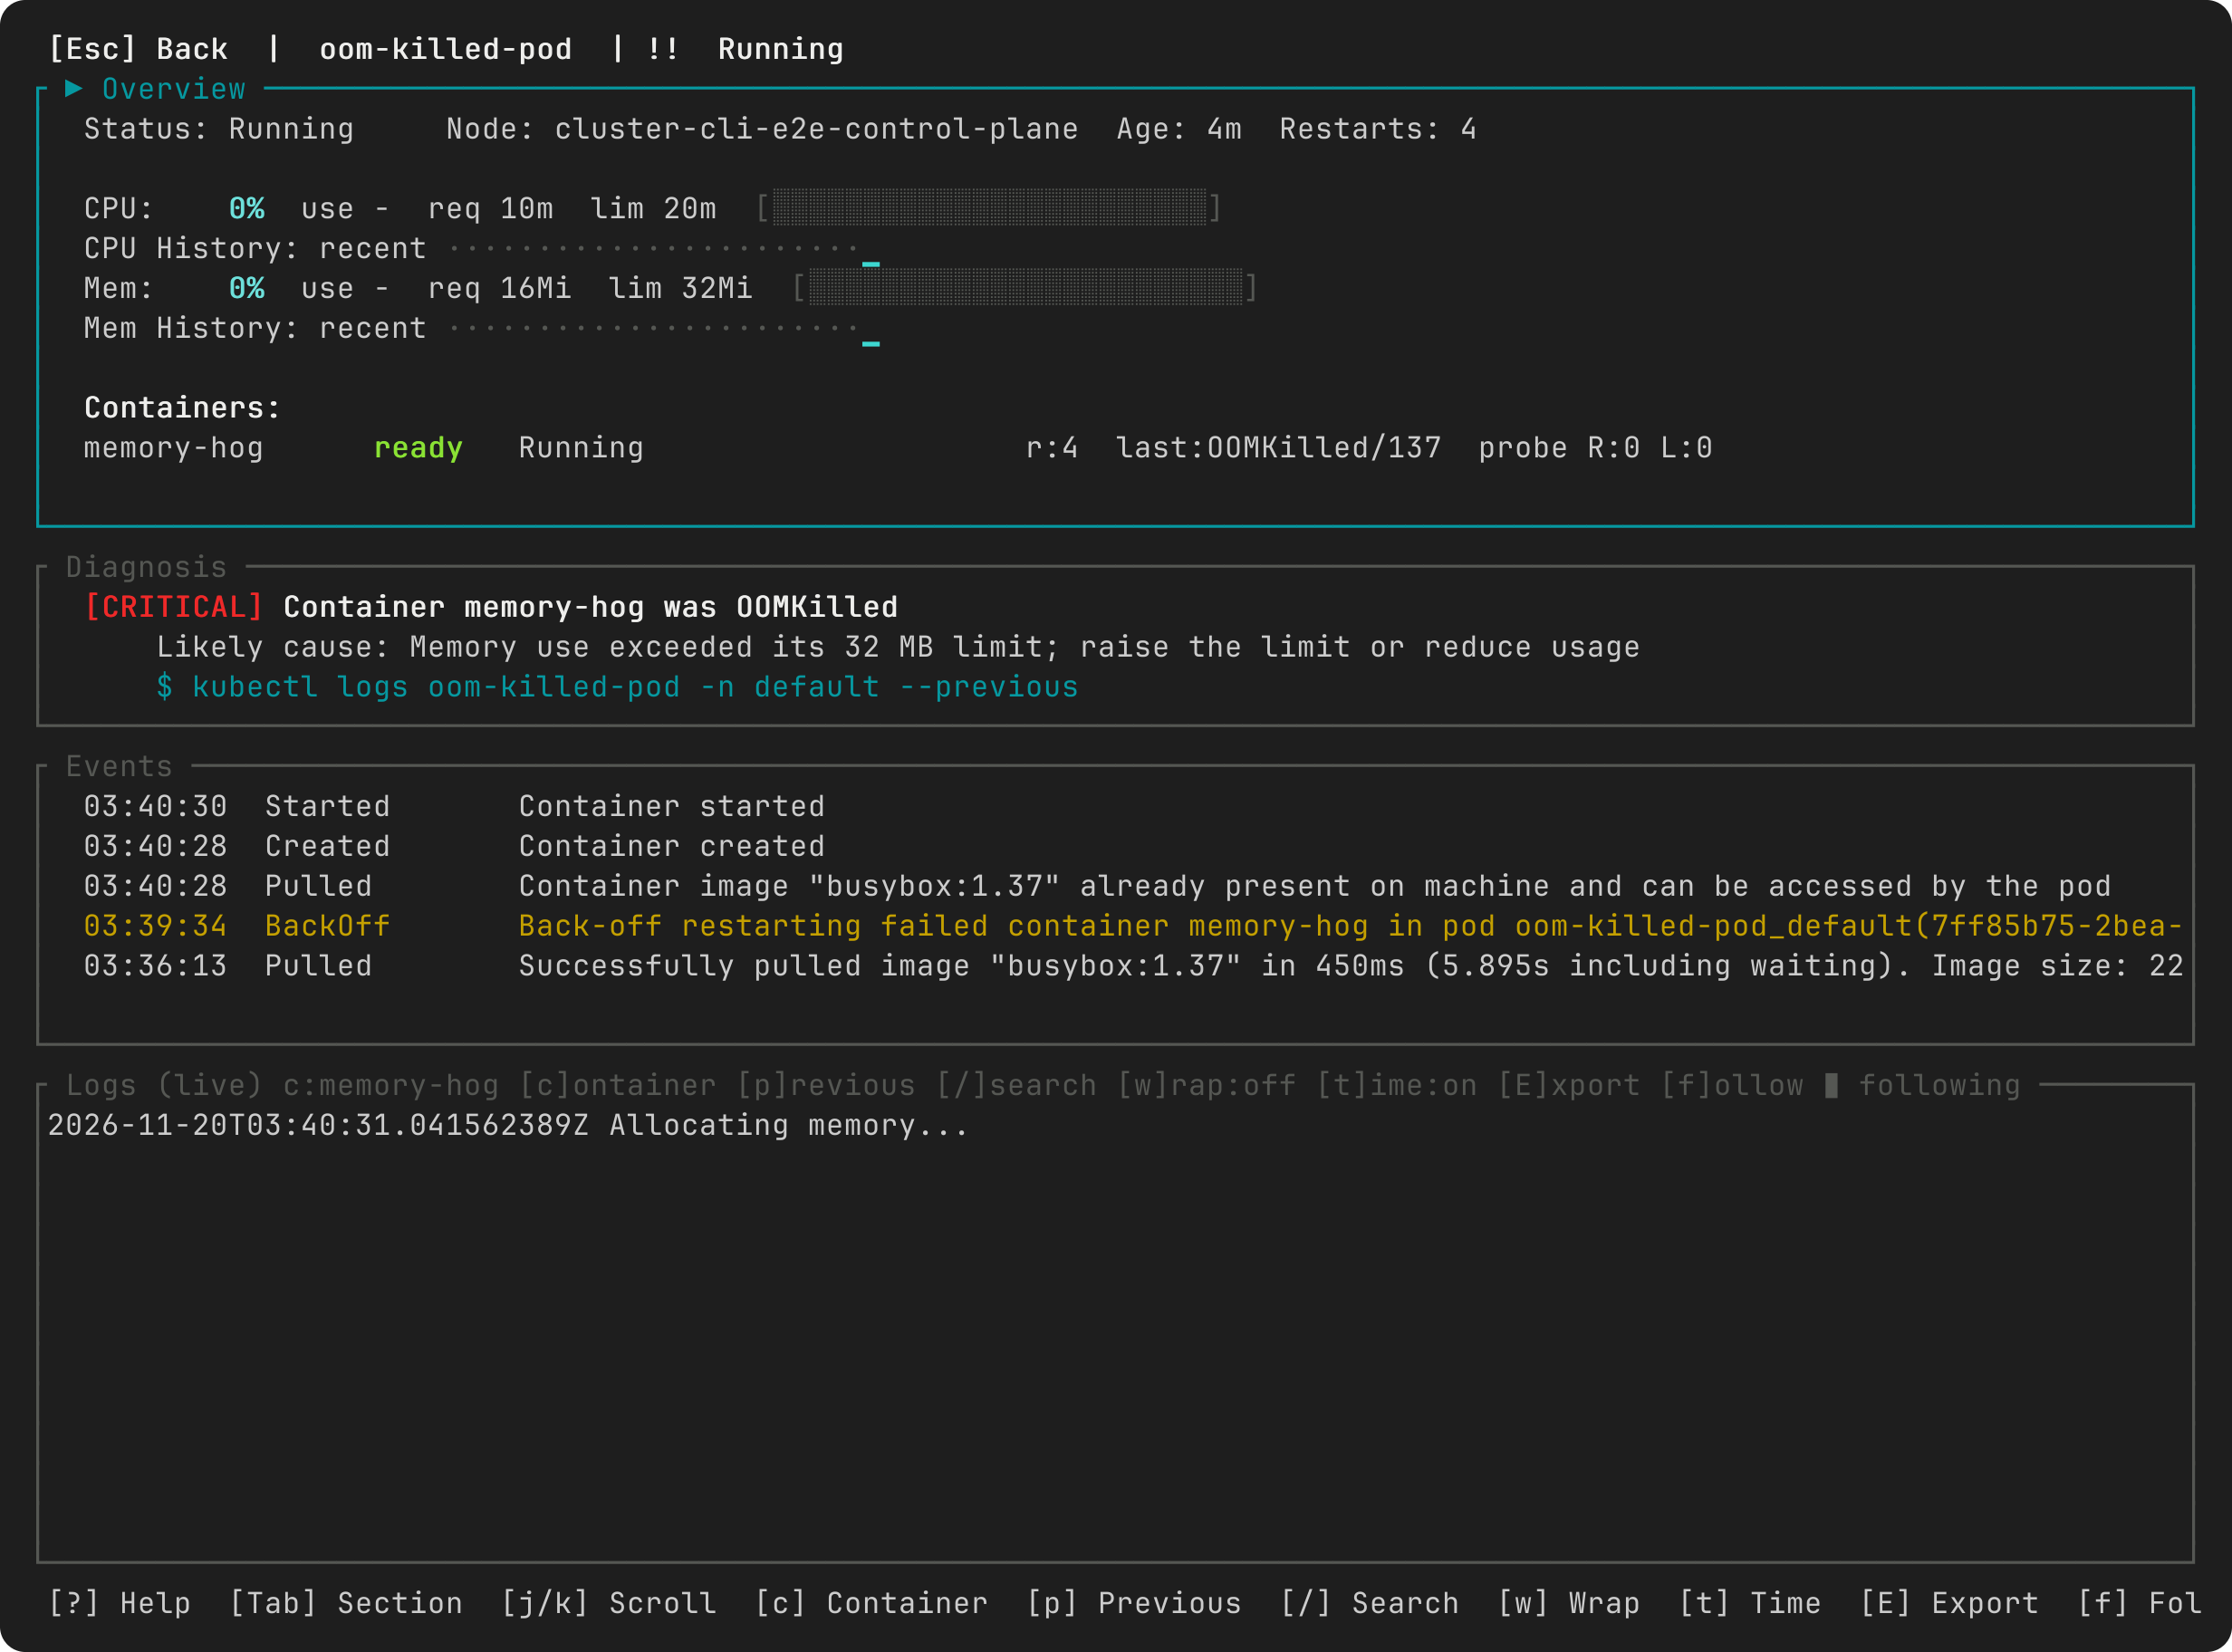 [Esc] Back  |  oom-killed-pod  | !!  Running
▶ Overview
Status: Running     Node: cluster-cli-e2e-control-plane  Age: 4m  Restarts: 4
CPU:    0%  use -  req 10m  lim 20m  [░░░░░░░░░░░░░░░░░░░░░░░░]
CPU History: recent ·······················▁
Mem:    0%  use -  req 16Mi  lim 32Mi  [░░░░░░░░░░░░░░░░░░░░░░░░]
Mem History: recent ·······················▁
Containers:
memory-hog      ready   Running                     r:4  last:OOMKilled/137  probe R:0 L:0
Diagnosis
[CRITICAL] Container memory-hog was OOMKilled
Likely cause: Memory use exceeded its 32 MB limit; raise the limit or reduce usage
$ kubectl logs oom-killed-pod -n default --previous
Events
03:40:30  Started       Container started
03:40:28  Created       Container created
03:40:28  Pulled        Container image "busybox:1.37" already present on machine and can be accessed by the pod
03:39:34  BackOff       Back-off restarting failed container memory-hog in pod oom-killed-pod_default(7ff85b75-2bea-
03:36:13  Pulled        Successfully pulled image "busybox:1.37" in 450ms (5.895s including waiting). Image size: 22
Logs (live) c:memory-hog [c]ontainer [p]revious [/]search [w]rap:off [t]ime:on [E]xport [f]ollow ▮ following
2026-11-20T03:40:31.041562389Z Allocating memory...
[?] Help  [Tab] Section  [j/k] Scroll  [c] Container  [p] Previous  [/] Search  [w] Wrap  [t] Time  [E] Export  [f] Fol